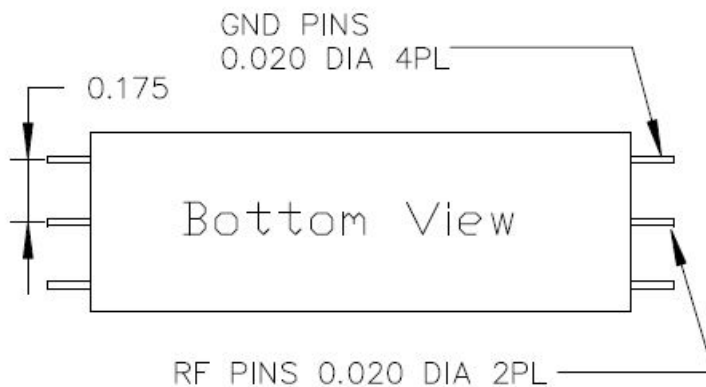 GND PINS
0.020 DIA 4PL
0.175
Bottom View
RF PINS 0.020 DIA 2PL